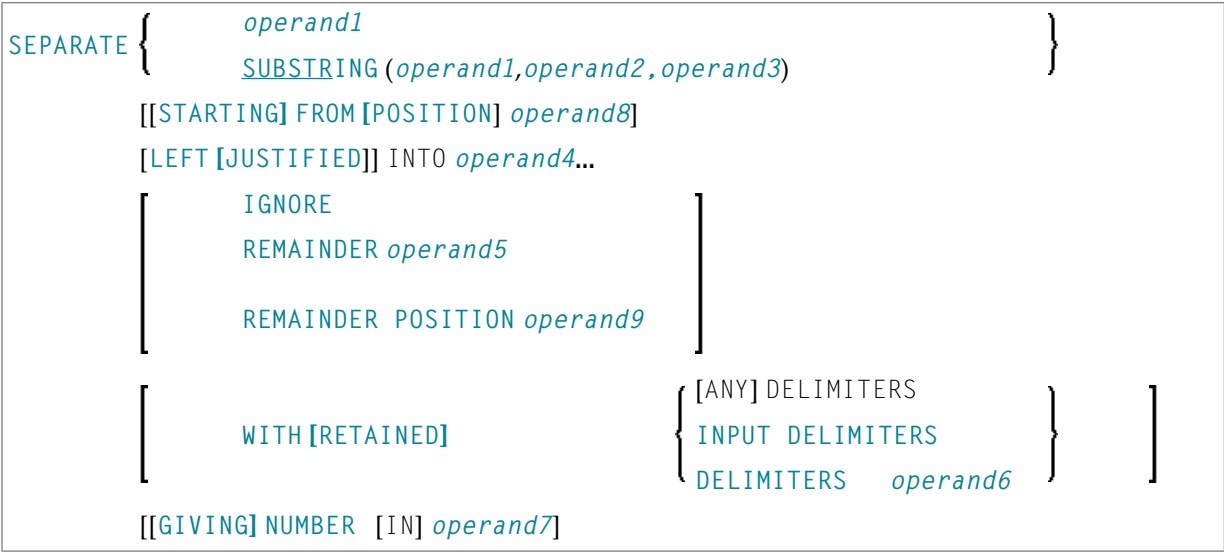 operand1
SEPARATE
SUBSTRING (operand1,operand2,operand3)
[[STARTING] FROM [POSITION] operand8]
[LEFT [JUSTIFIED]] INTO operand4...
IGNORE
REMAINDER operand5
REMAINDER POSITION operand9
[ANY] DELIMITERS
WITH [RETAINED] INPUT DELIMITERS
DELIMITERS operand6
[[GIVING] NUMBER [IN] operand7]